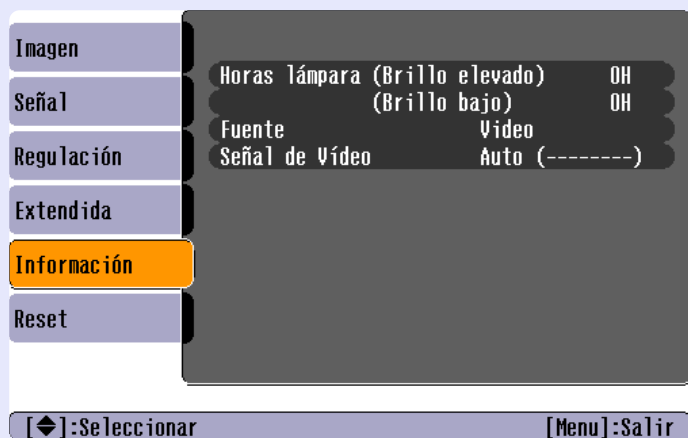 Imagen
Señal
Regulación
Extendida
Información
Reset
Horas lámpara (Brillo elevado) 0H
(Brillo bajo) 0H
Fuente Video
Señal de Vídeo Auto (--------)
[◆]:Seleccionar [Menu]:Salir